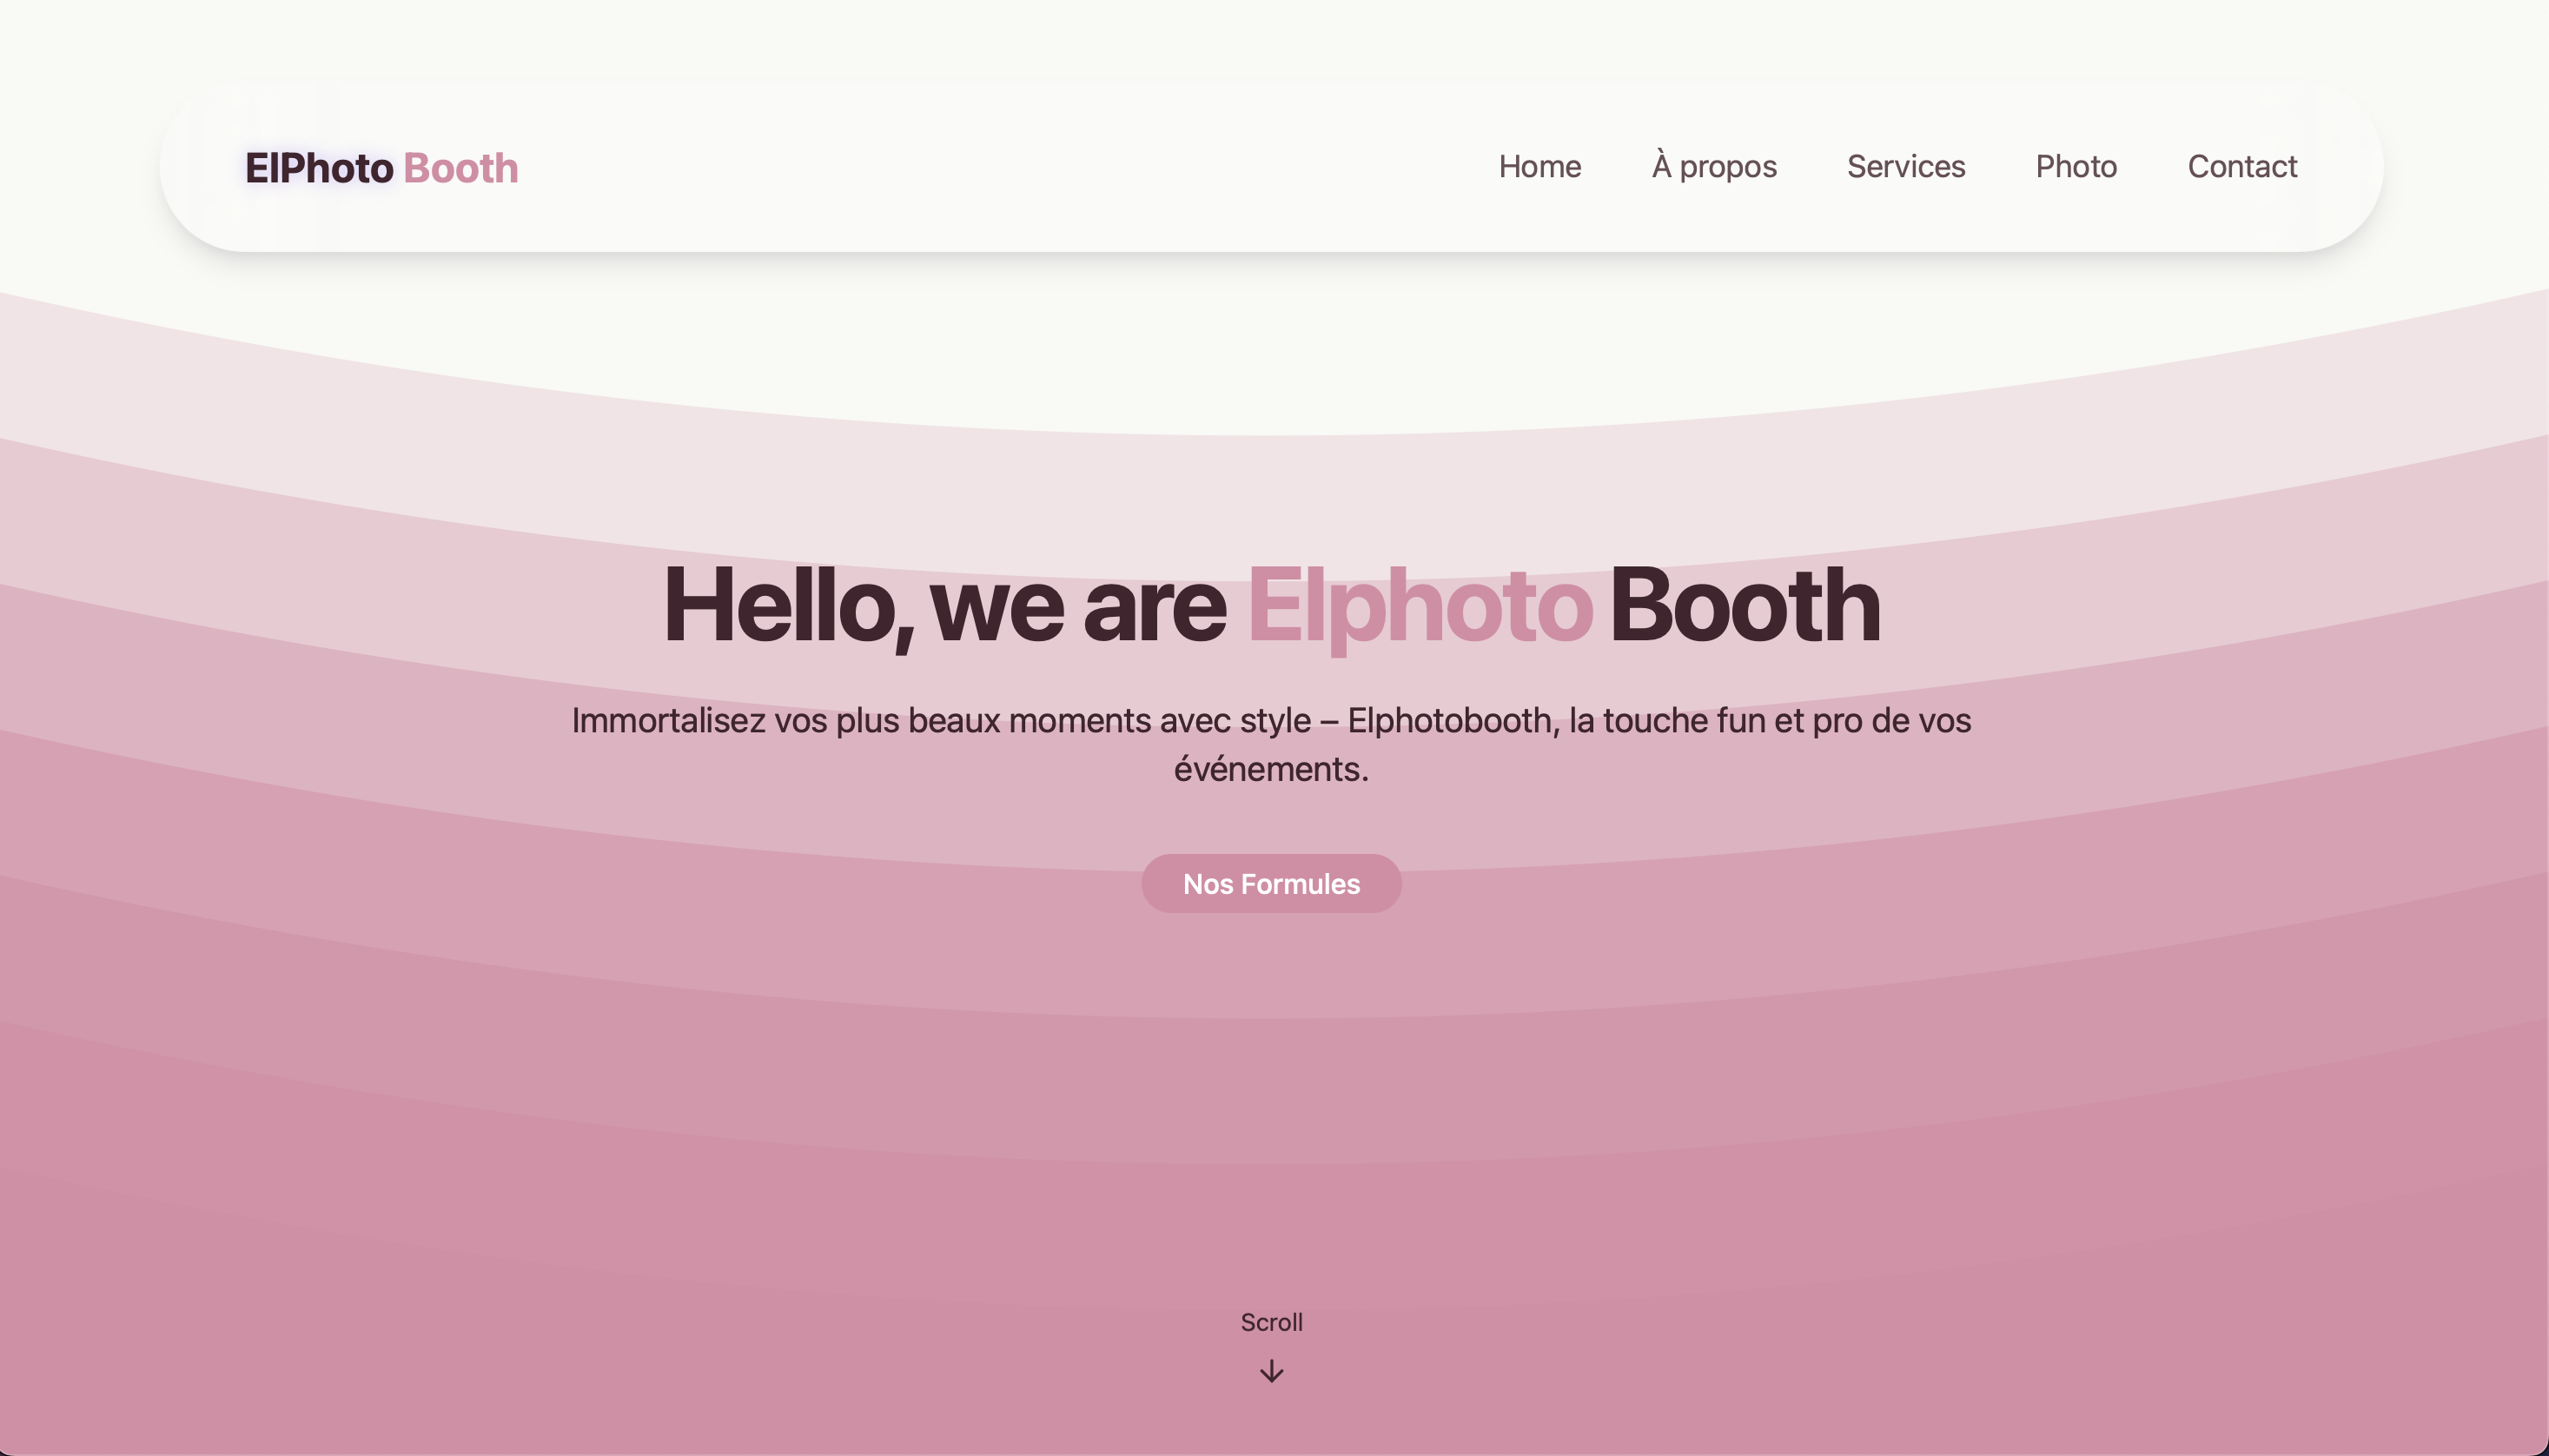 ElPhoto Booth
Home
À propos
Services
Photo
Contact
Hello, we are Elphoto Booth
Immortalisez vos plus beaux moments avec style – Elphotobooth, la touche fun et pro de vos
événements.
Nos Formules
Scroll